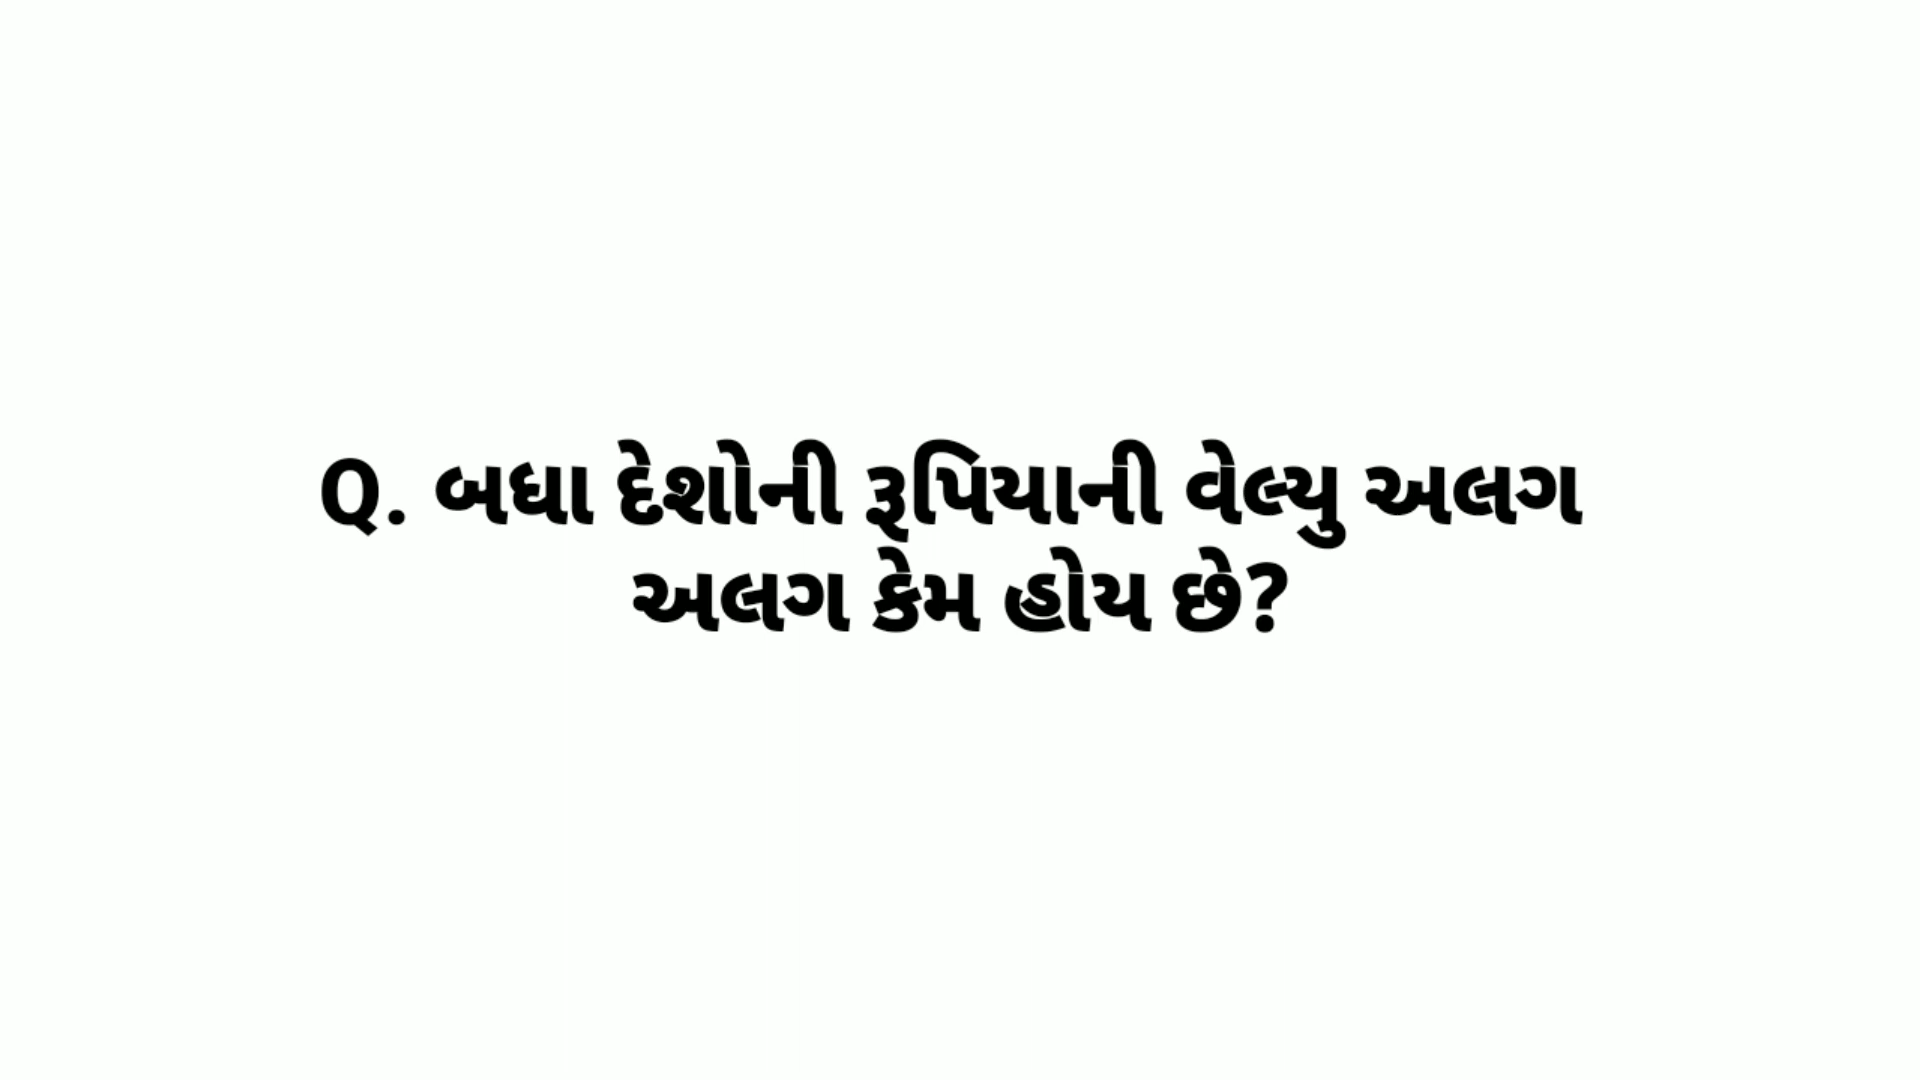 Q. બધા દેશોની રૂપિયાની વેલ્યુ અલગ
અલગ કેમ હોય છે?